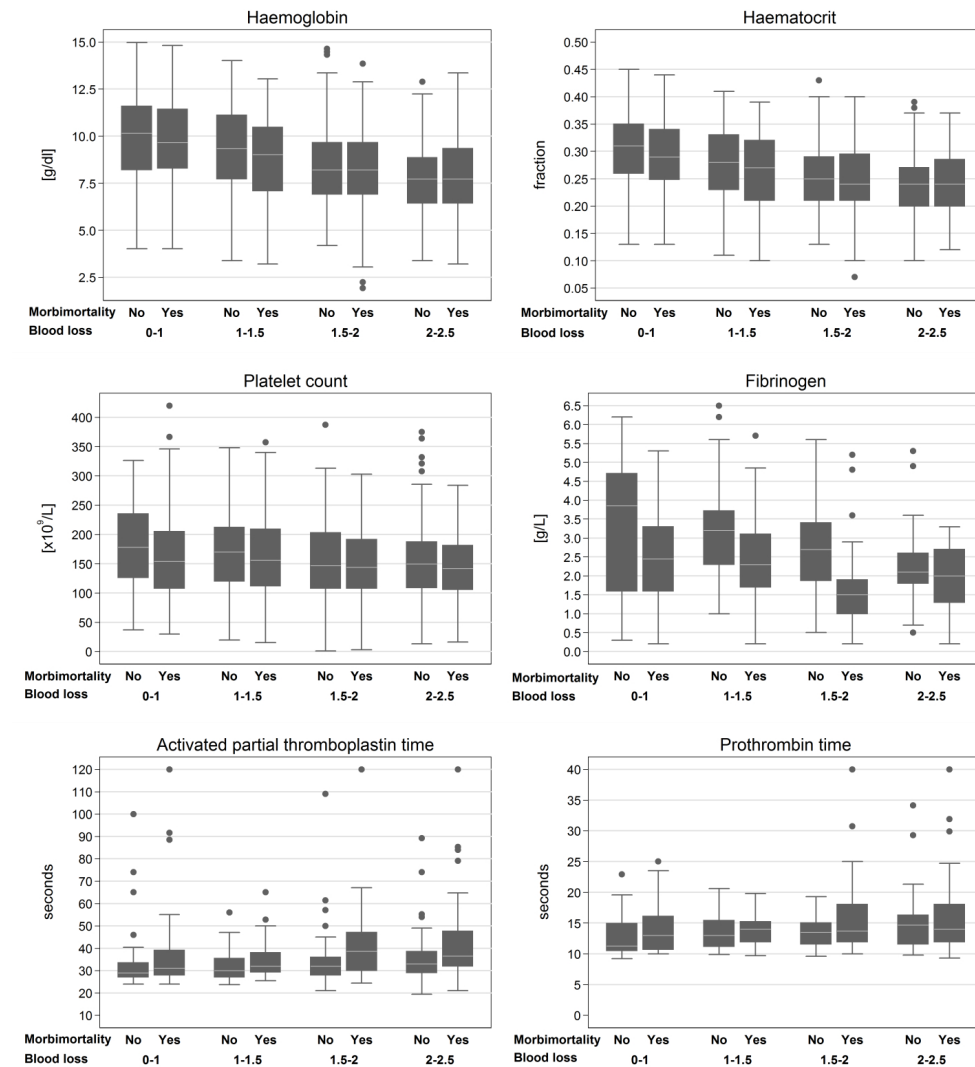 Haemoglobin
[g/dl]
15.0
12.5
10.0
7.5
5.0
2.5
Morbimortality No Yes No Yes No Yes No Yes
Blood loss 0-1 1-1.5 1.5-2 2-2.5
Haematocrit
fraction
0.50
0.45
0.40
0.35
0.30
0.25
0.20
0.15
0.10
0.05
Morbimortality No Yes No Yes No Yes No Yes
Blood loss 0-1 1-1.5 1.5-2 2-2.5
Platelet count
[x10⁹/L]
400
350
300
250
200
150
100
50
0
Morbimortality No Yes No Yes No Yes No Yes
Blood loss 0-1 1-1.5 1.5-2 2-2.5
Fibrinogen
[g/L]
6.5
6.0
5.5
5.0
4.5
4.0
3.5
3.0
2.5
2.0
1.5
1.0
0.5
0.0
Morbimortality No Yes No Yes No Yes No Yes
Blood loss 0-1 1-1.5 1.5-2 2-2.5
Activated partial thromboplastin time
seconds
120
110
100
90
80
70
60
50
40
30
20
10
Morbimortality No Yes No Yes No Yes No Yes
Blood loss 0-1 1-1.5 1.5-2 2-2.5
Prothrombin time
seconds
40
35
30
25
20
15
10
5
0
Morbimortality No Yes No Yes No Yes No Yes
Blood loss 0-1 1-1.5 1.5-2 2-2.5